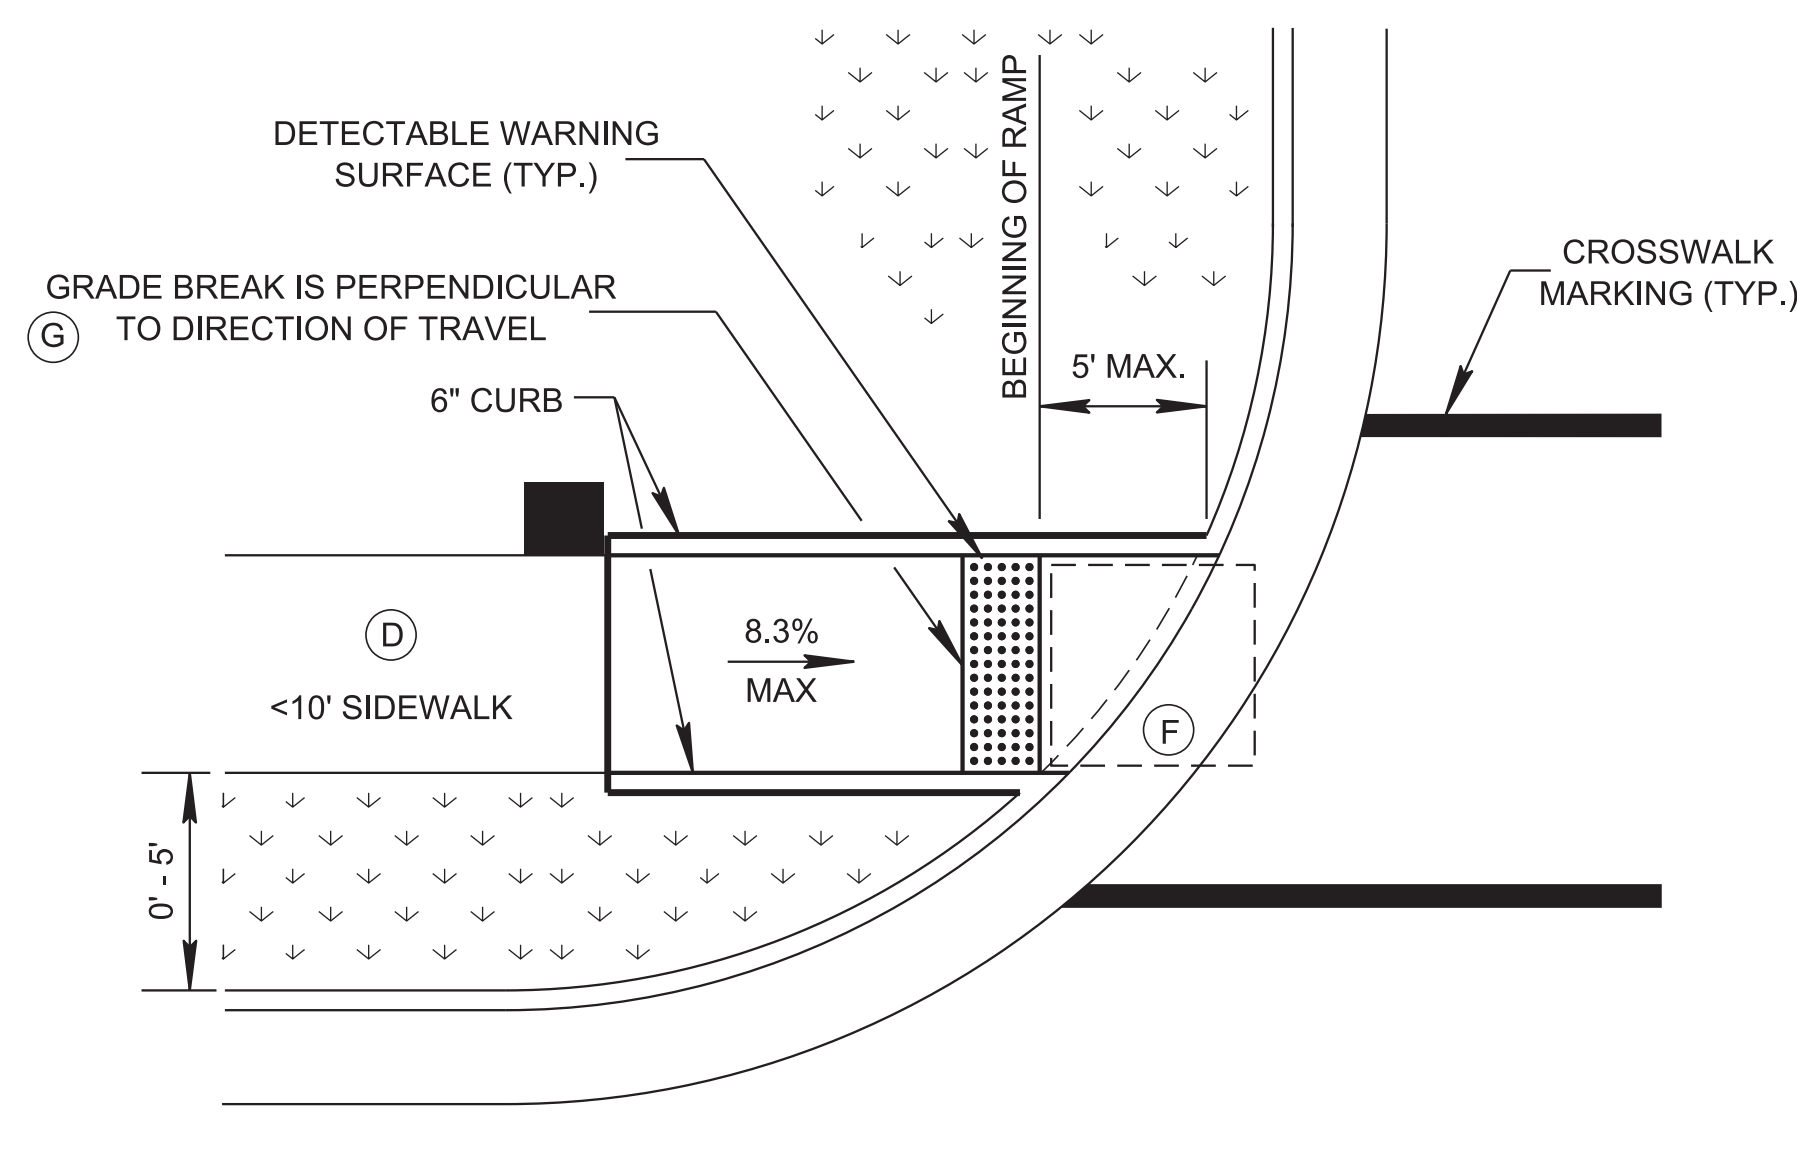 BEGINNING OF RAMP
DETECTABLE WARNING
SURFACE (TYP.)
CROSSWALK
MARKING (TYP.)
GRADE BREAK IS PERPENDICULAR
TO DIRECTION OF TRAVEL
G
5' MAX.
6" CURB
D
<10' SIDEWALK
8.3%
MAX
F
0' - 5'